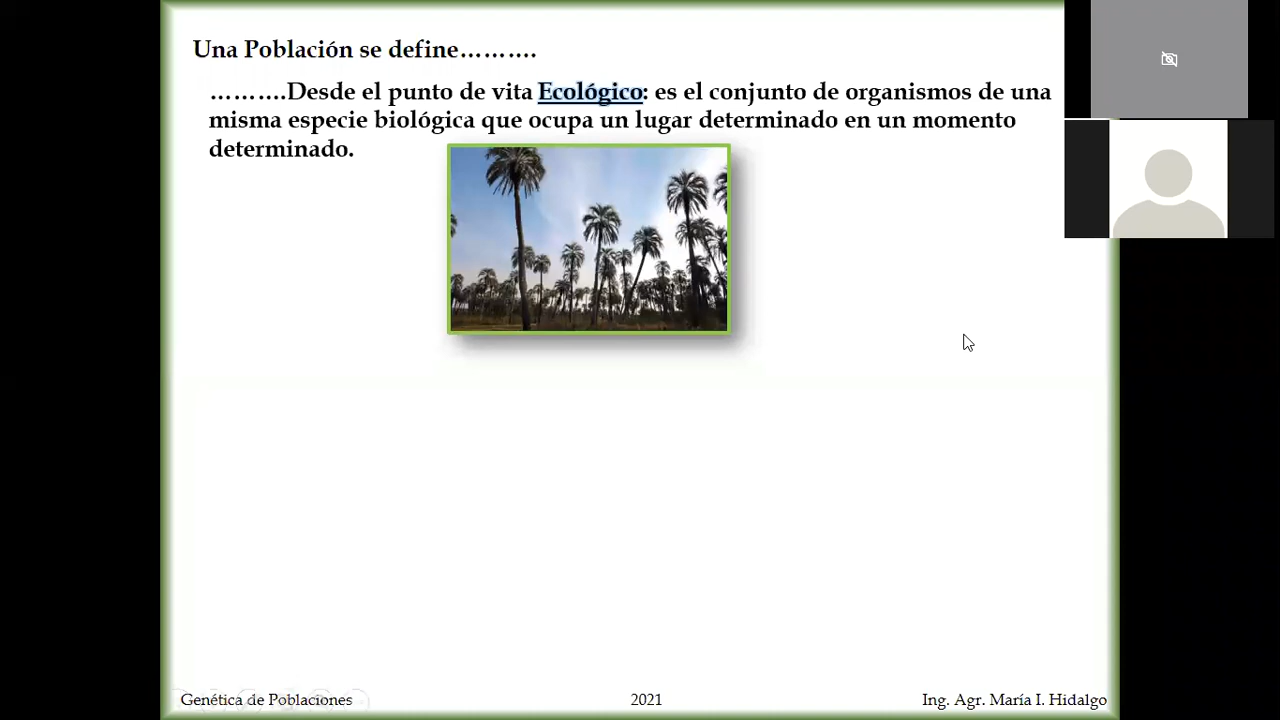 Una Población se define……….
……….Desde el punto de vita Ecológico: es el conjunto de organismos de una
misma especie biológica que ocupa un lugar determinado en un momento
determinado.
Genética de Poblaciones
2021
Ing. Agr. María I. Hidalgo